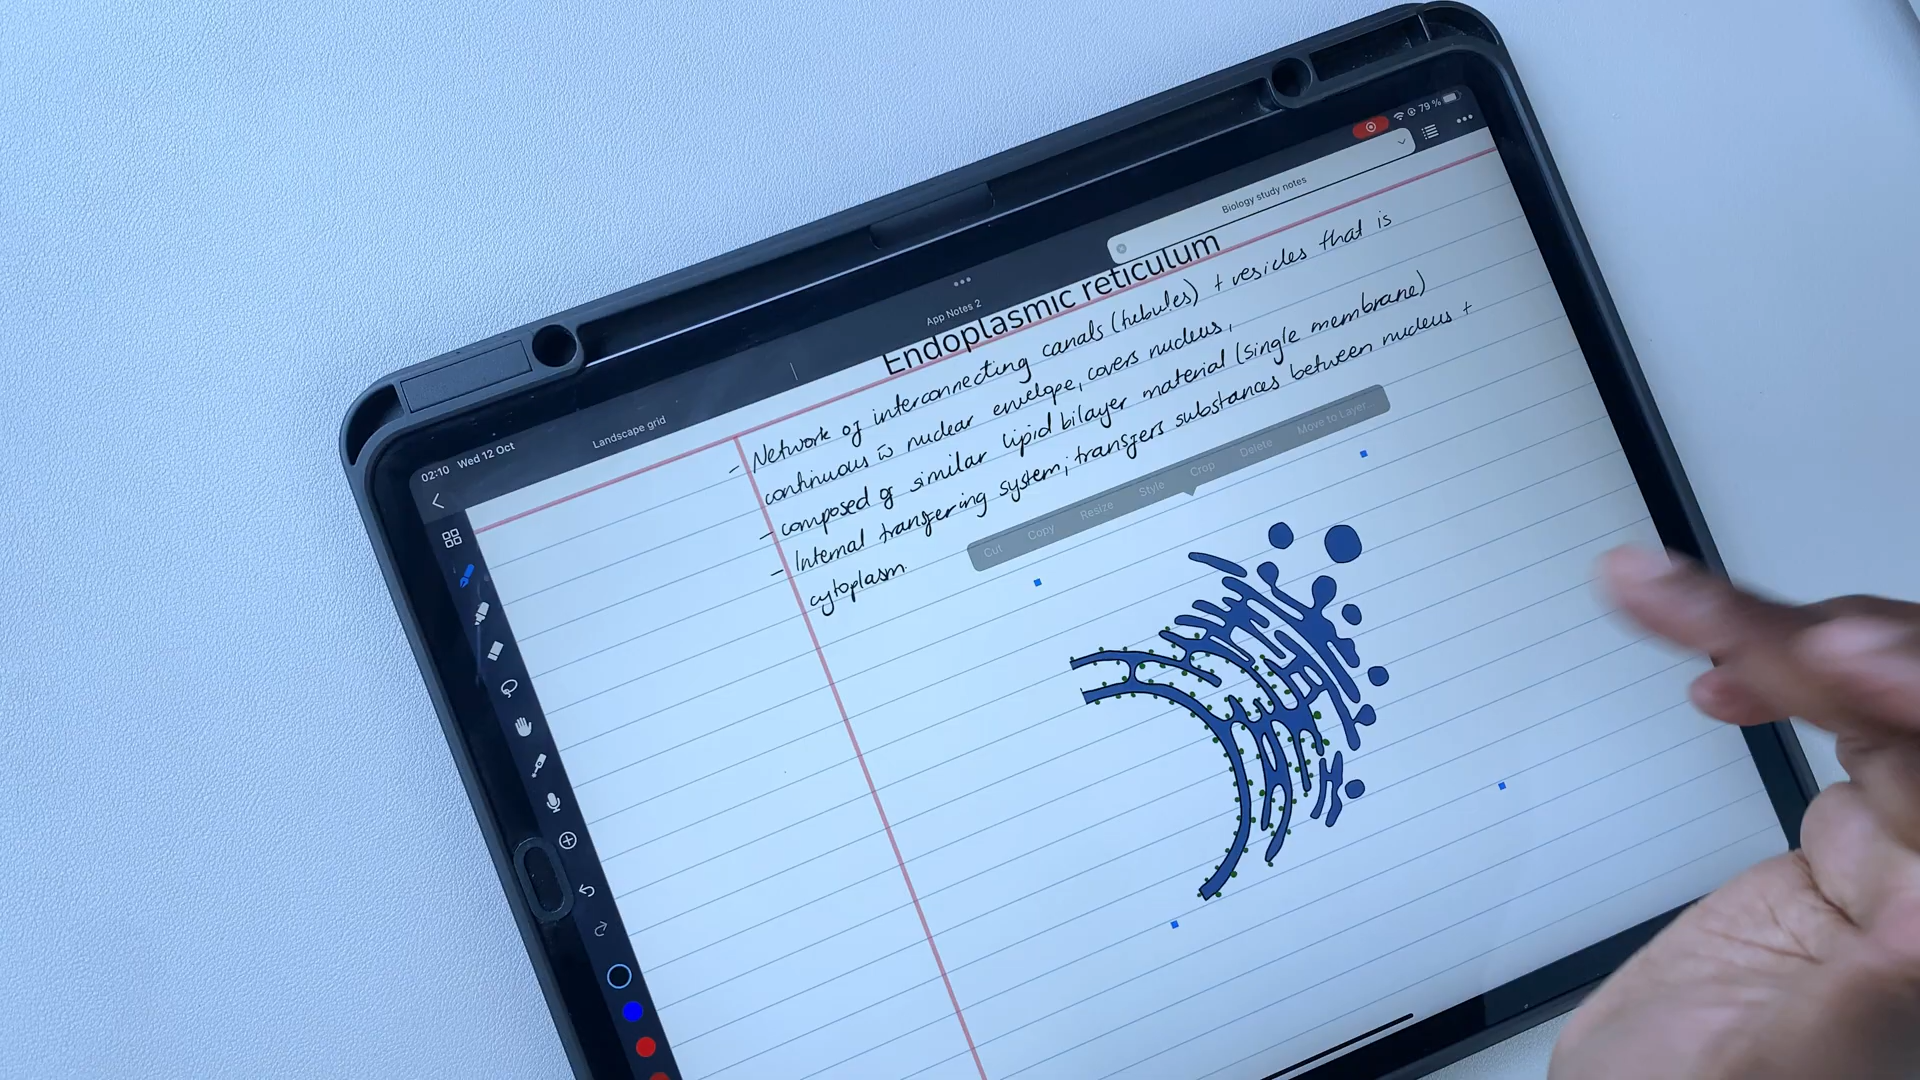 02:10 Wed 12 Oct
79 %
Landscape grid
App Notes 2
Biology study notes
Endoplasmic reticulum
- Network of interconnecting canals (tubules) + vesicles that is
continuous w̄ nuclear envelope, covers nucleus,
- composed of similar lipid bilayer material (single membrane)
- Internal transfering system; transfers substances between nucleus +
cytoplasm.
Cut Copy Resize Style Crop Delete Move to Layer...